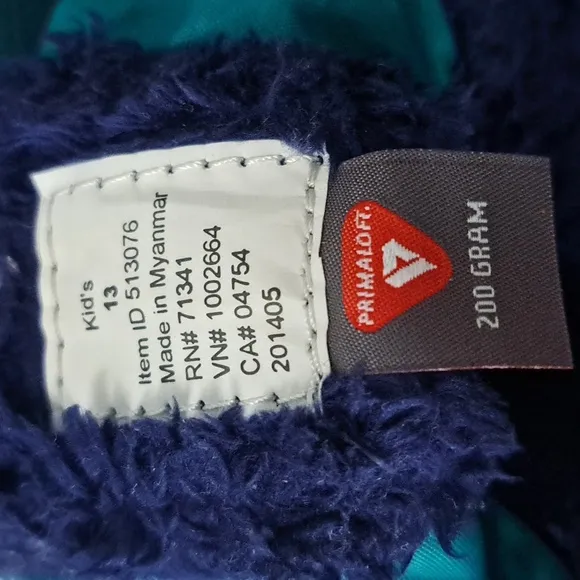 Kid's
13
Item ID 513076
Made in Myanmar
RN# 71341
VN# 1002664
CA# 04754
201405
PRIMALOFT.
200 GRAM